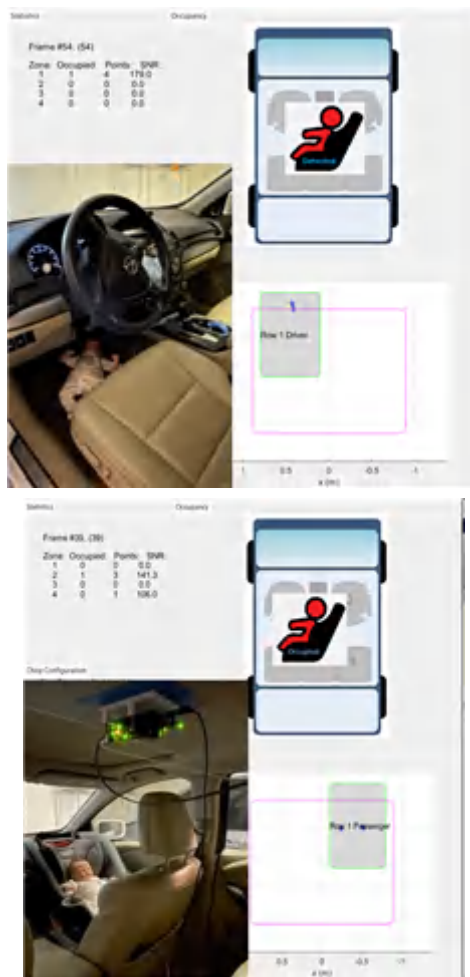 Statistics
Occupancy
Frame #54. (54)
Zone: Occupied: Points: SNR:
1 1 4 179.0
2 0 0 0.0
3 0 0 0.0
4 0 0 0.0
Row 1 Driver
1 0.5 0 -0.5 -1
x (m)
Statistics
Occupancy
Frame #39. (39)
Zone: Occupied: Points: SNR:
1 0 0 0.0
2 1 3 141.3
3 0 0 0.0
4 0 1 106.0
Occupied
Chirp Configuration
Row 1 Passenger
0.5 0 -0.5 -1
x (m)